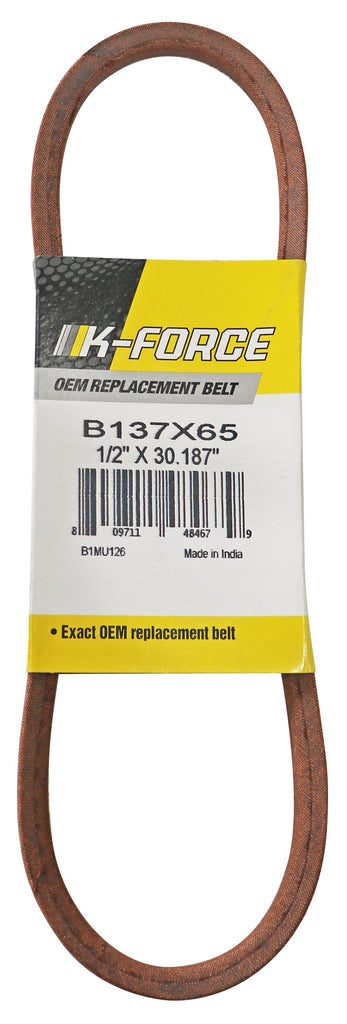 K-FORCE
OEM REPLACEMENT BELT
B137X65
1/2" X 30.187"
8 09711 48467 9
B1MU126 Made in India
• Exact OEM replacement belt